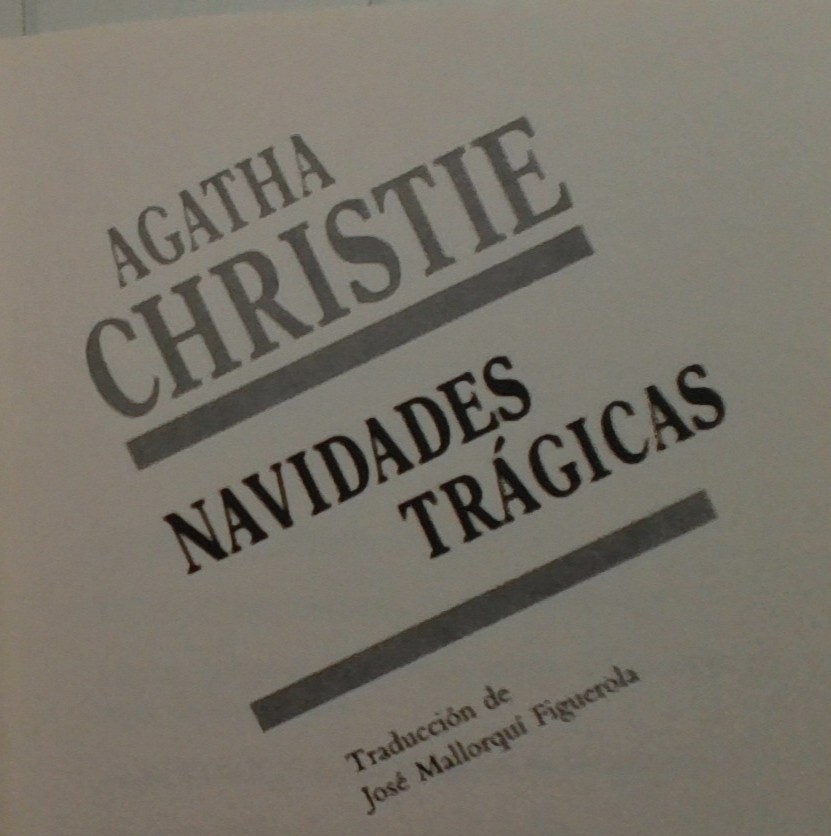 AGATHA
CHRISTIE
NAVIDADES
TRÁGICAS
Traducción de
José Mallorquí Figuerola